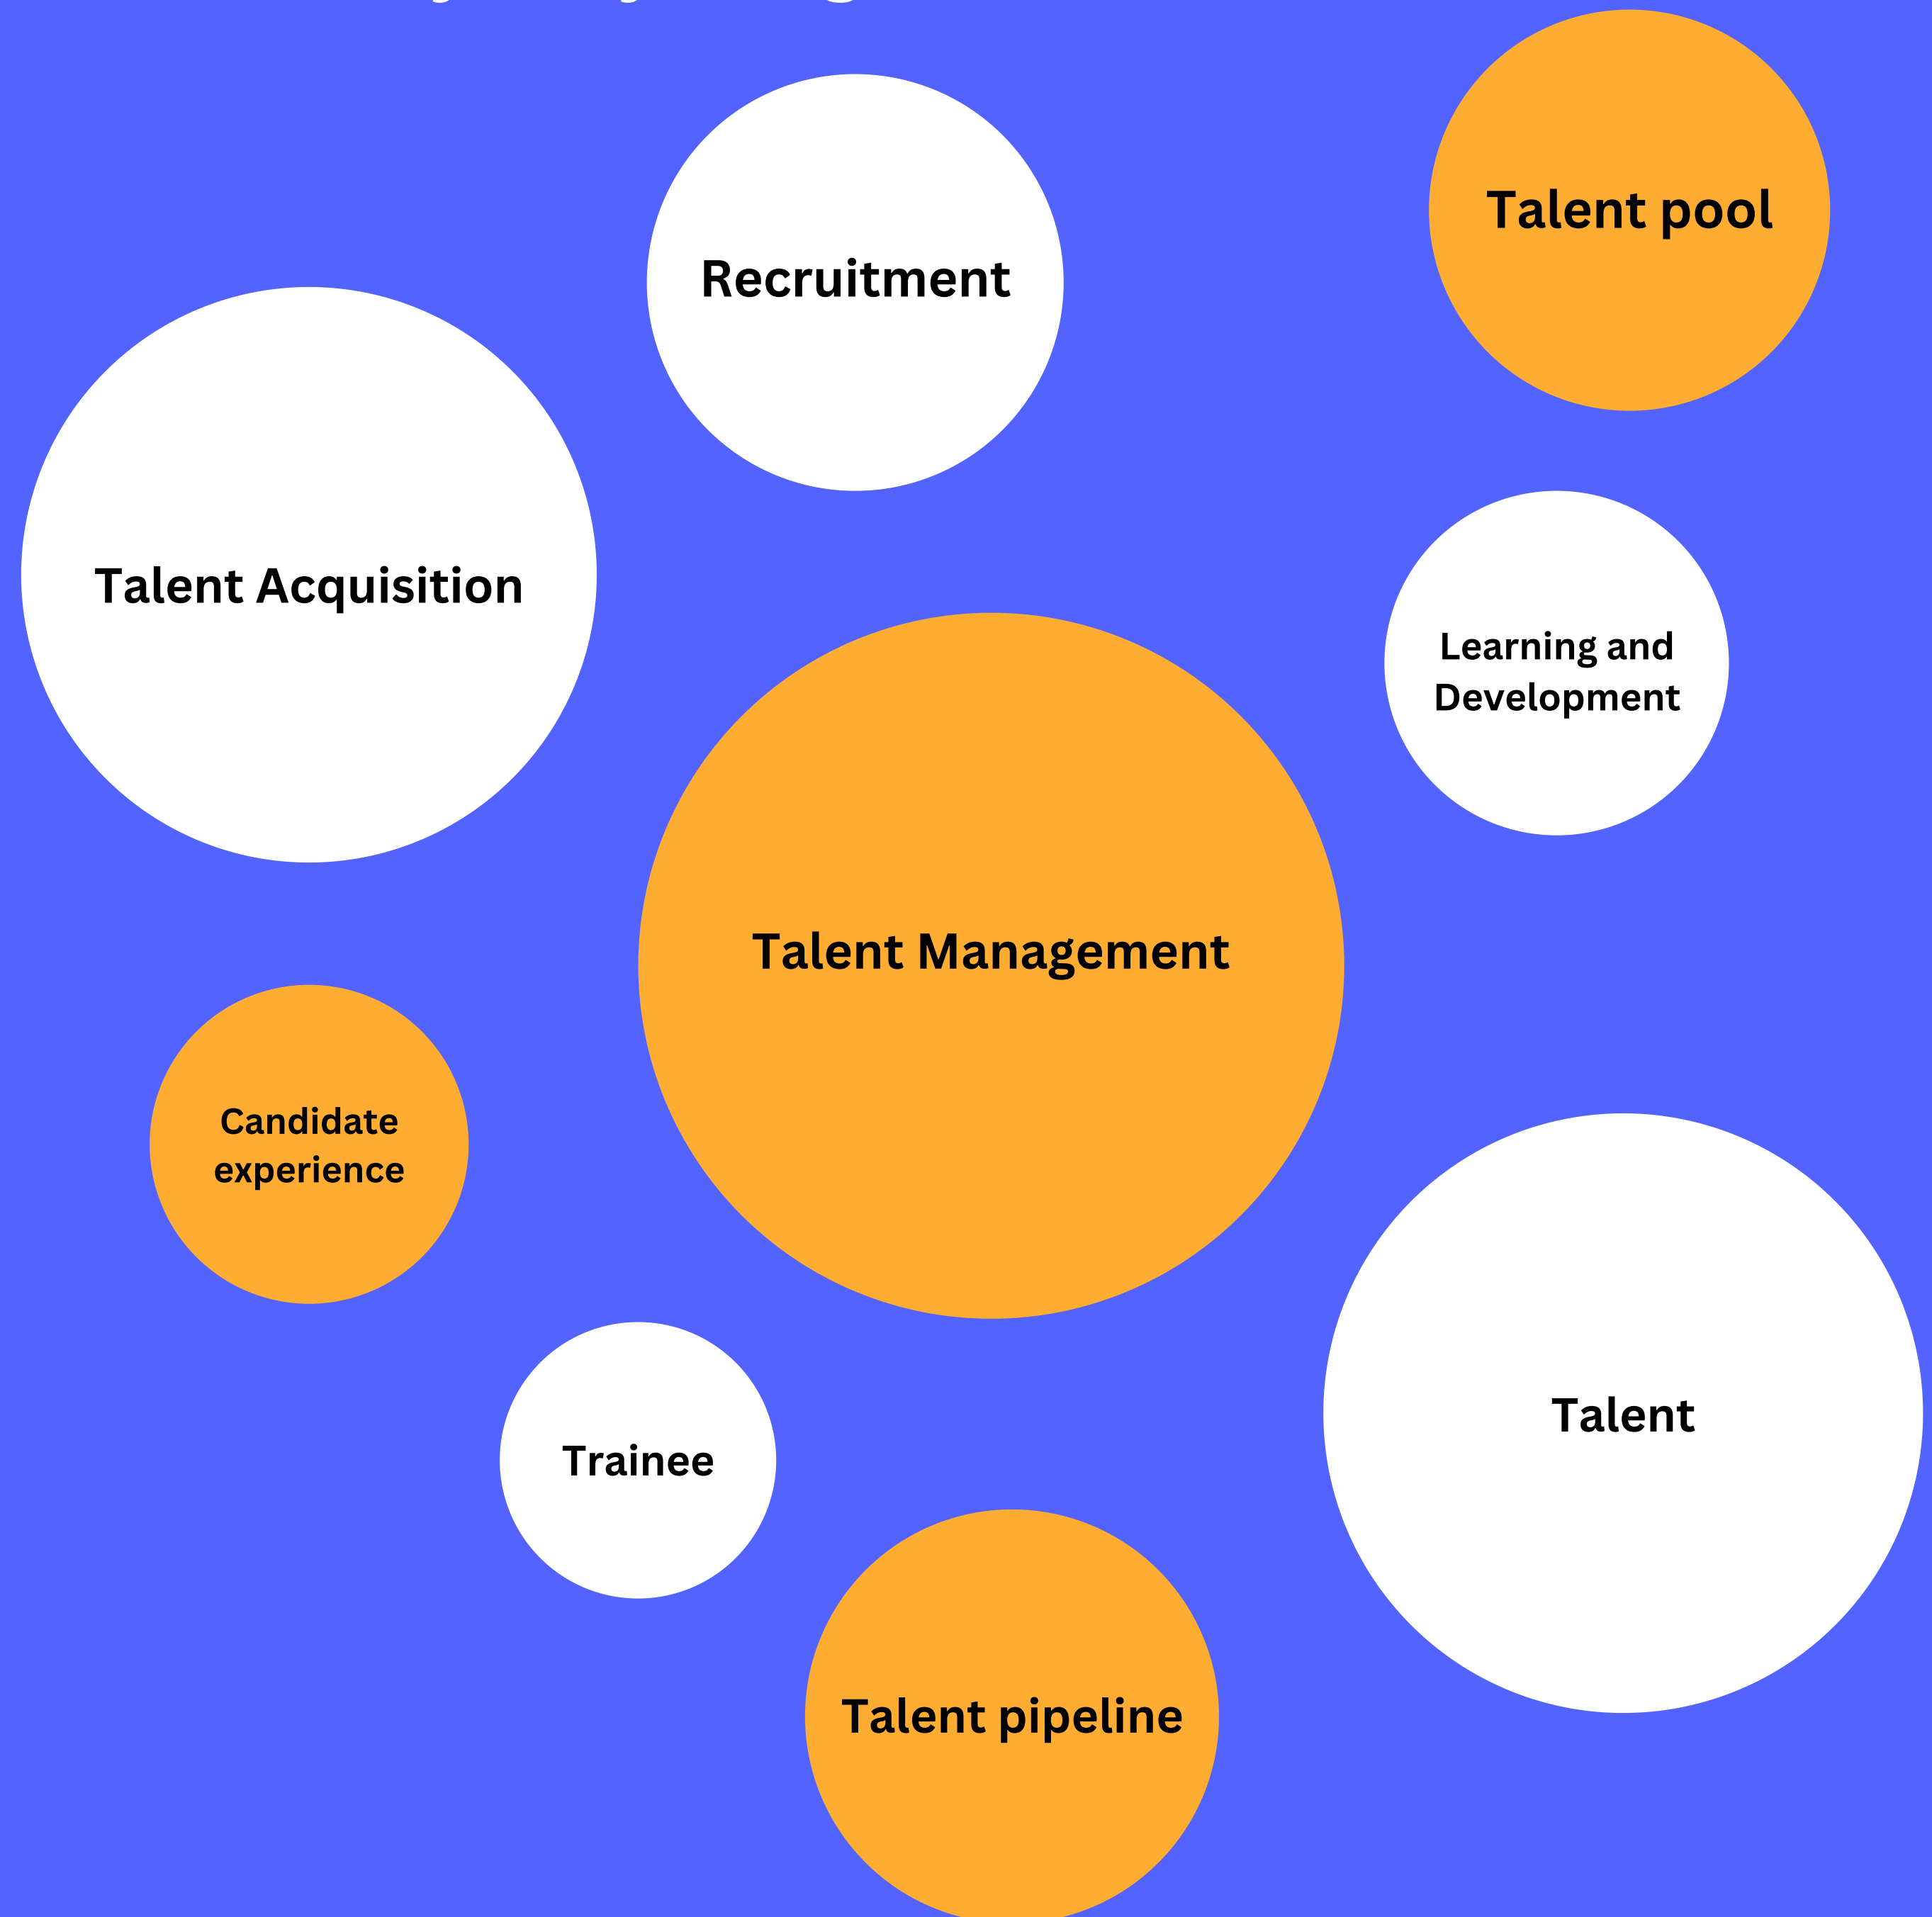 Talent pool
Recruitment
Talent Acquisition
Learning and
Development
Talent Management
Candidate
experience
Talent
Trainee
Talent pipeline